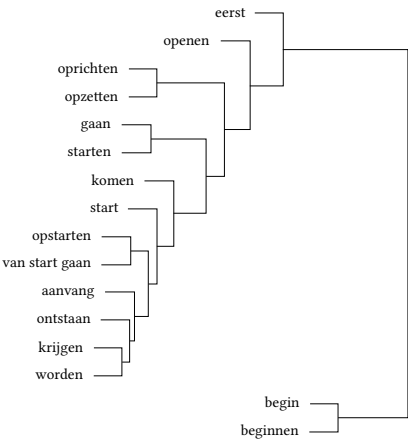 eerst
openen
oprichten
opzetten
gaan
starten
komen
start
opstarten
van start gaan
aanvang
ontstaan
krijgen
worden
begin
beginnen